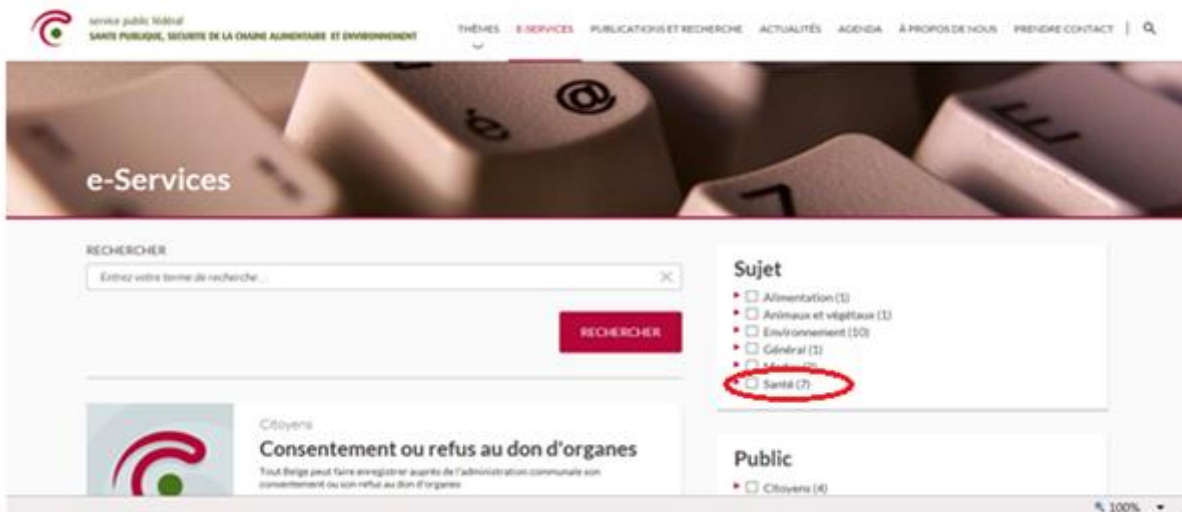 service public fédéral
SANTE PUBLIQUE, SECURITE DE LA CHAINE ALIMENTAIRE ET ENVIRONNEMENT
THÈMES E-SERVICES PUBLICATIONS ET RECHERCHE ACTUALITÉS AGENDA À PROPOS DE NOUS PRENDRE CONTACT
e-Services
RECHERCHER
Entrez votre terme de recherche ...
RECHERCHER
Sujet
Alimentation (1)
Animaux et végétaux (1)
Environnement (10)
Général (1)
Santé (7)
Citoyens
Consentement ou refus au don d'organes
Tout Belge peut faire enregistrer auprès de l'administration communale son
consentement ou son refus au don d'organes
Public
Citoyens (4)
100%